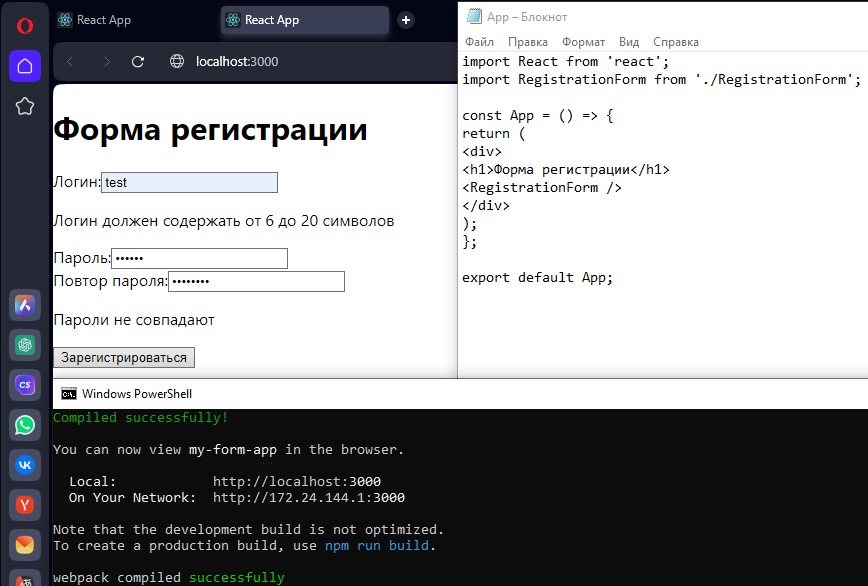 React App
React App
localhost:3000
Форма регистрации
Логин: test
Логин должен содержать от 6 до 20 символов
Пароль: ••••••
Повтор пароля: ••••••••
Пароли не совпадают
Зарегистрироваться
App – Блокнот
Файл Правка Формат Вид Справка
import React from 'react';
import RegistrationForm from './RegistrationForm';
const App = () => {
return (
<div>
<h1>Форма регистрации</h1>
<RegistrationForm />
</div>
);
};
export default App;
CS
VK
Y
C:\.
Windows PowerShell
Compiled successfully!
You can now view my-form-app in the browser.
Local: http://localhost:3000
On Your Network: http://172.24.144.1:3000
Note that the development build is not optimized.
To create a production build, use npm run build.
webpack compiled successfully